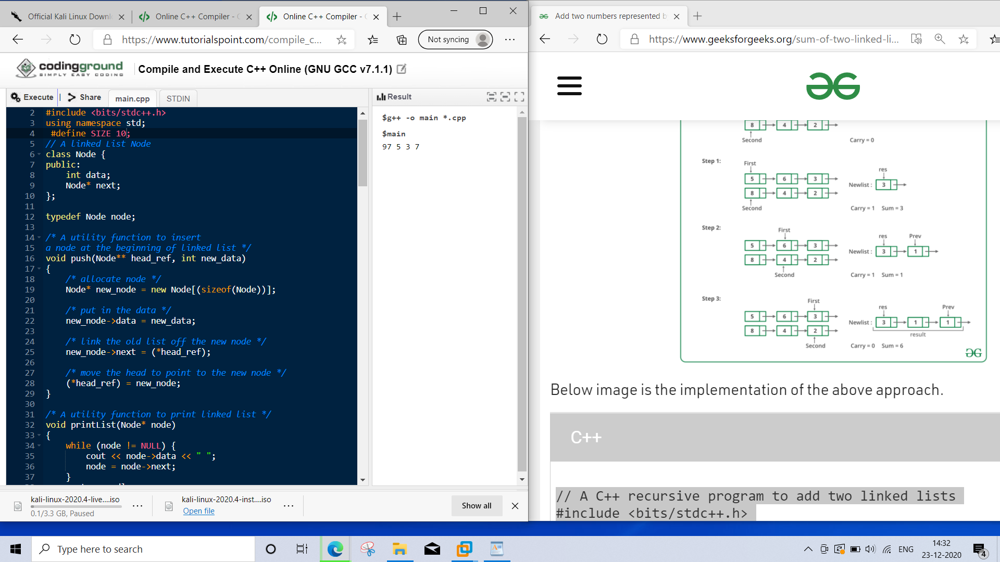 Official Kali Linux Downl
Online C++ Compiler - C
Online C++ Compiler - C
https://www.tutorialspoint.com/compile_c...
Not syncing
codingground
SIMPLY EASY CODING
Compile and Execute C++ Online (GNU GCC v7.1.1)
Execute | Share main.cpp STDIN
2 #include <bits/stdc++.h>
3 using namespace std;
4 #define SIZE 10;
5 // A linked List Node
6 class Node {
7 public:
8 int data;
9 Node* next;
10 };
11
12 typedef Node node;
13
14 /* A utility function to insert
15 a node at the beginning of linked list */
16 void push(Node** head_ref, int new_data)
17 {
18 /* allocate node */
19 Node* new_node = new Node[(sizeof(Node))];
20
21 /* put in the data */
22 new_node->data = new_data;
23
24 /* link the old list off the new node */
25 new_node->next = (*head_ref);
26
27 /* move the head to point to the new node */
28 (*head_ref) = new_node;
29 }
30
31 /* A utility function to print linked list */
32 void printList(Node* node)
33 {
34 while (node != NULL) {
35 cout << node->data << " ";
36 node = node->next;
37 }
Result
$g++ -o main *.cpp
$main
97 5 3 7
kali-linux-2020.4-live....iso
0.1/3.3 GB, Paused
kali-linux-2020.4-inst....iso
Open file
Show all
Add two numbers represented b
https://www.geeksforgeeks.org/sum-of-two-linked-li...
8 4 2
Second
Carry = 0
Step 1:
First
res
5 6 3
Newlist : 3
8 4 2
Second
Carry = 1 Sum = 3
Step 2:
First
res Prev
5 6 3
Newlist : 3 1
8 4 2
Second
Carry = 1 Sum = 1
Step 3:
First
res Prev
5 6 3
Newlist : 3 1 1
8 4 2
result
Second
Carry = 0 Sum = 6
Below image is the implementation of the above approach.
C++
// A C++ recursive program to add two linked lists
#include <bits/stdc++.h>
Type here to search
ENG
14:32
23-12-2020
4